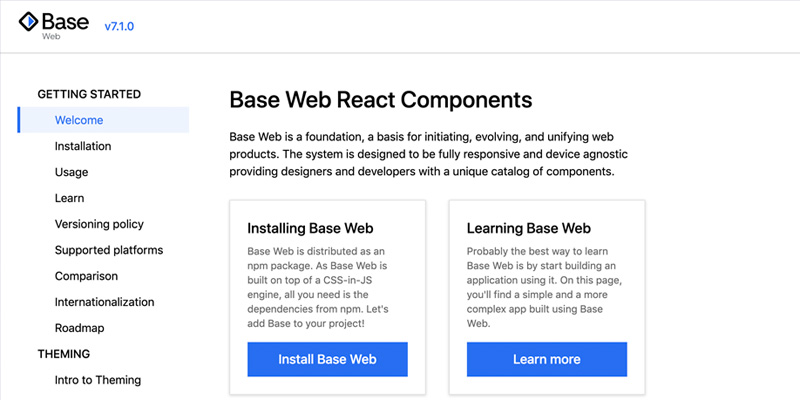 Base v7.1.0
Web
GETTING STARTED
Welcome
Installation
Usage
Learn
Versioning policy
Supported platforms
Comparison
Internationalization
Roadmap
THEMING
Intro to Theming
Base Web React Components
Base Web is a foundation, a basis for initiating, evolving, and unifying web
products. The system is designed to be fully responsive and device agnostic
providing designers and developers with a unique catalog of components.
Installing Base Web
Base Web is distributed as an
npm package. As Base Web is
built on top of a CSS-in-JS
engine, all you need is the
dependencies from npm. Let's
add Base to your project!
Install Base Web
Learning Base Web
Probably the best way to learn
Base Web is by start building an
application using it. On this page,
you'll find a simple and a more
complex app built using Base
Web.
Learn more